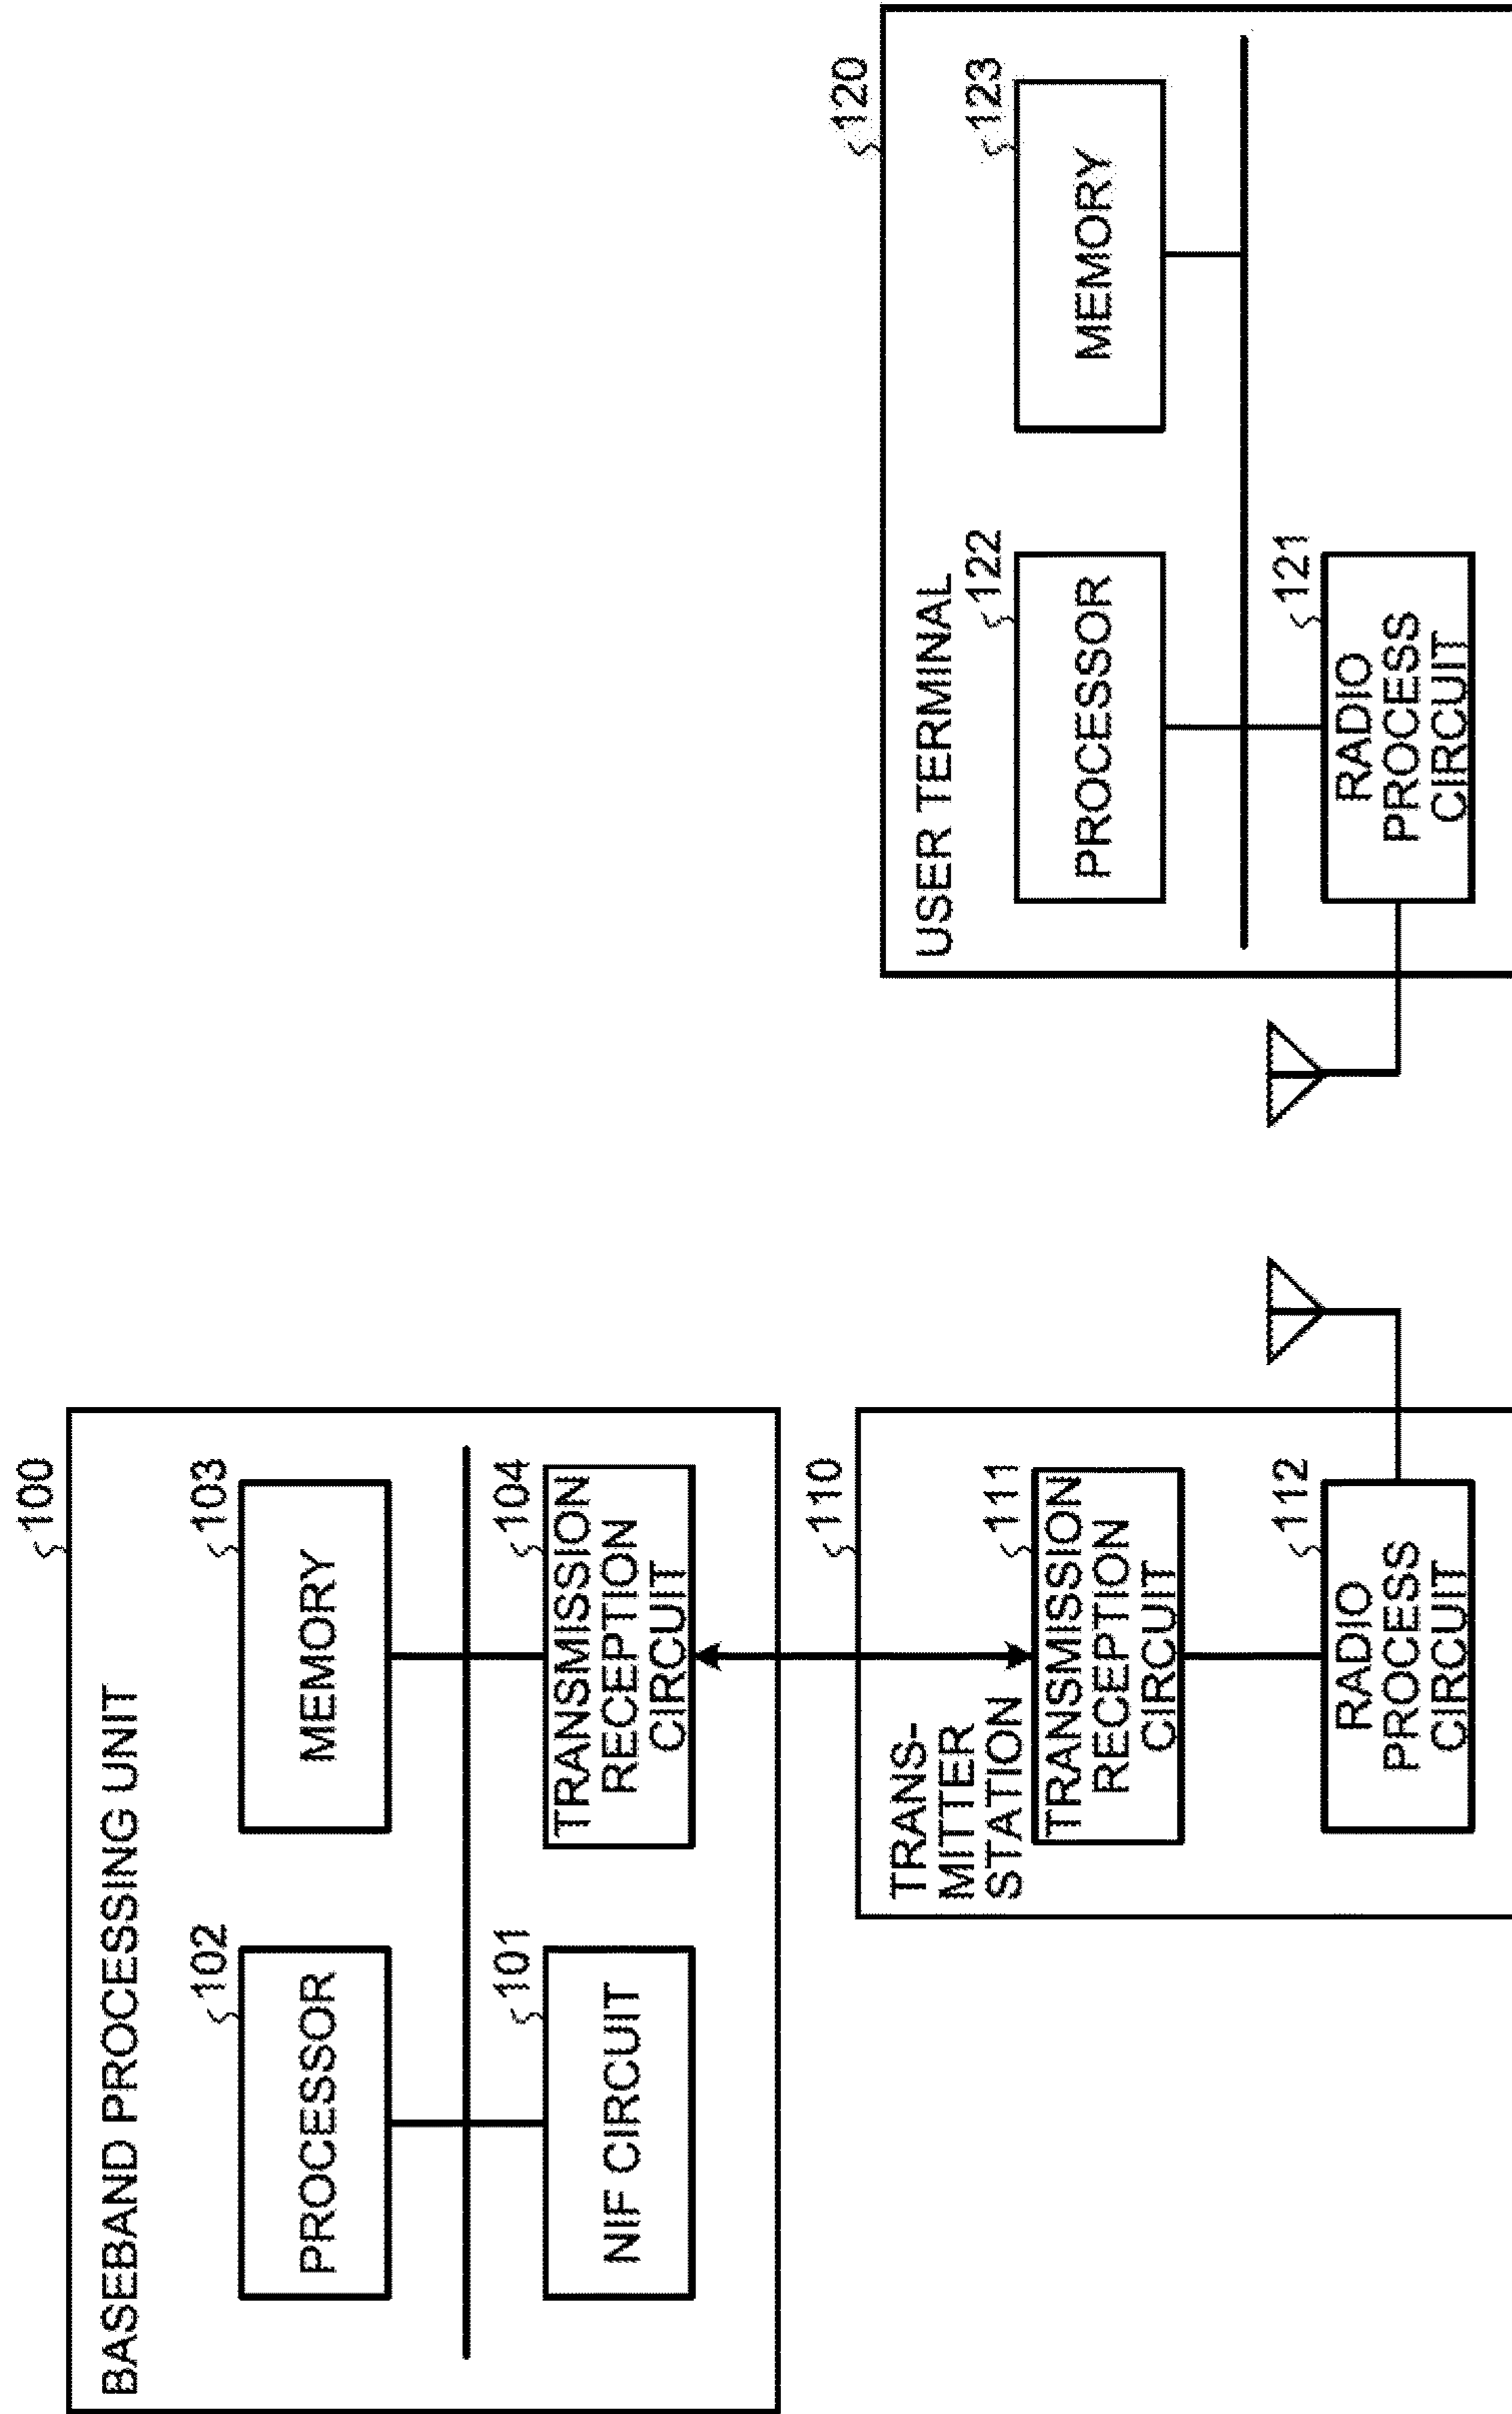 100
BASEBAND PROCESSING UNIT
102
PROCESSOR
103
MEMORY
101
NIF CIRCUIT
104
TRANSMISSION
RECEPTION
CIRCUIT
110
TRANS-
MITTER
STATION
111
TRANSMISSION
RECEPTION
CIRCUIT
112
RADIO
PROCESS
CIRCUIT
120
USER TERMINAL
122
PROCESSOR
123
MEMORY
121
RADIO
PROCESS
CIRCUIT